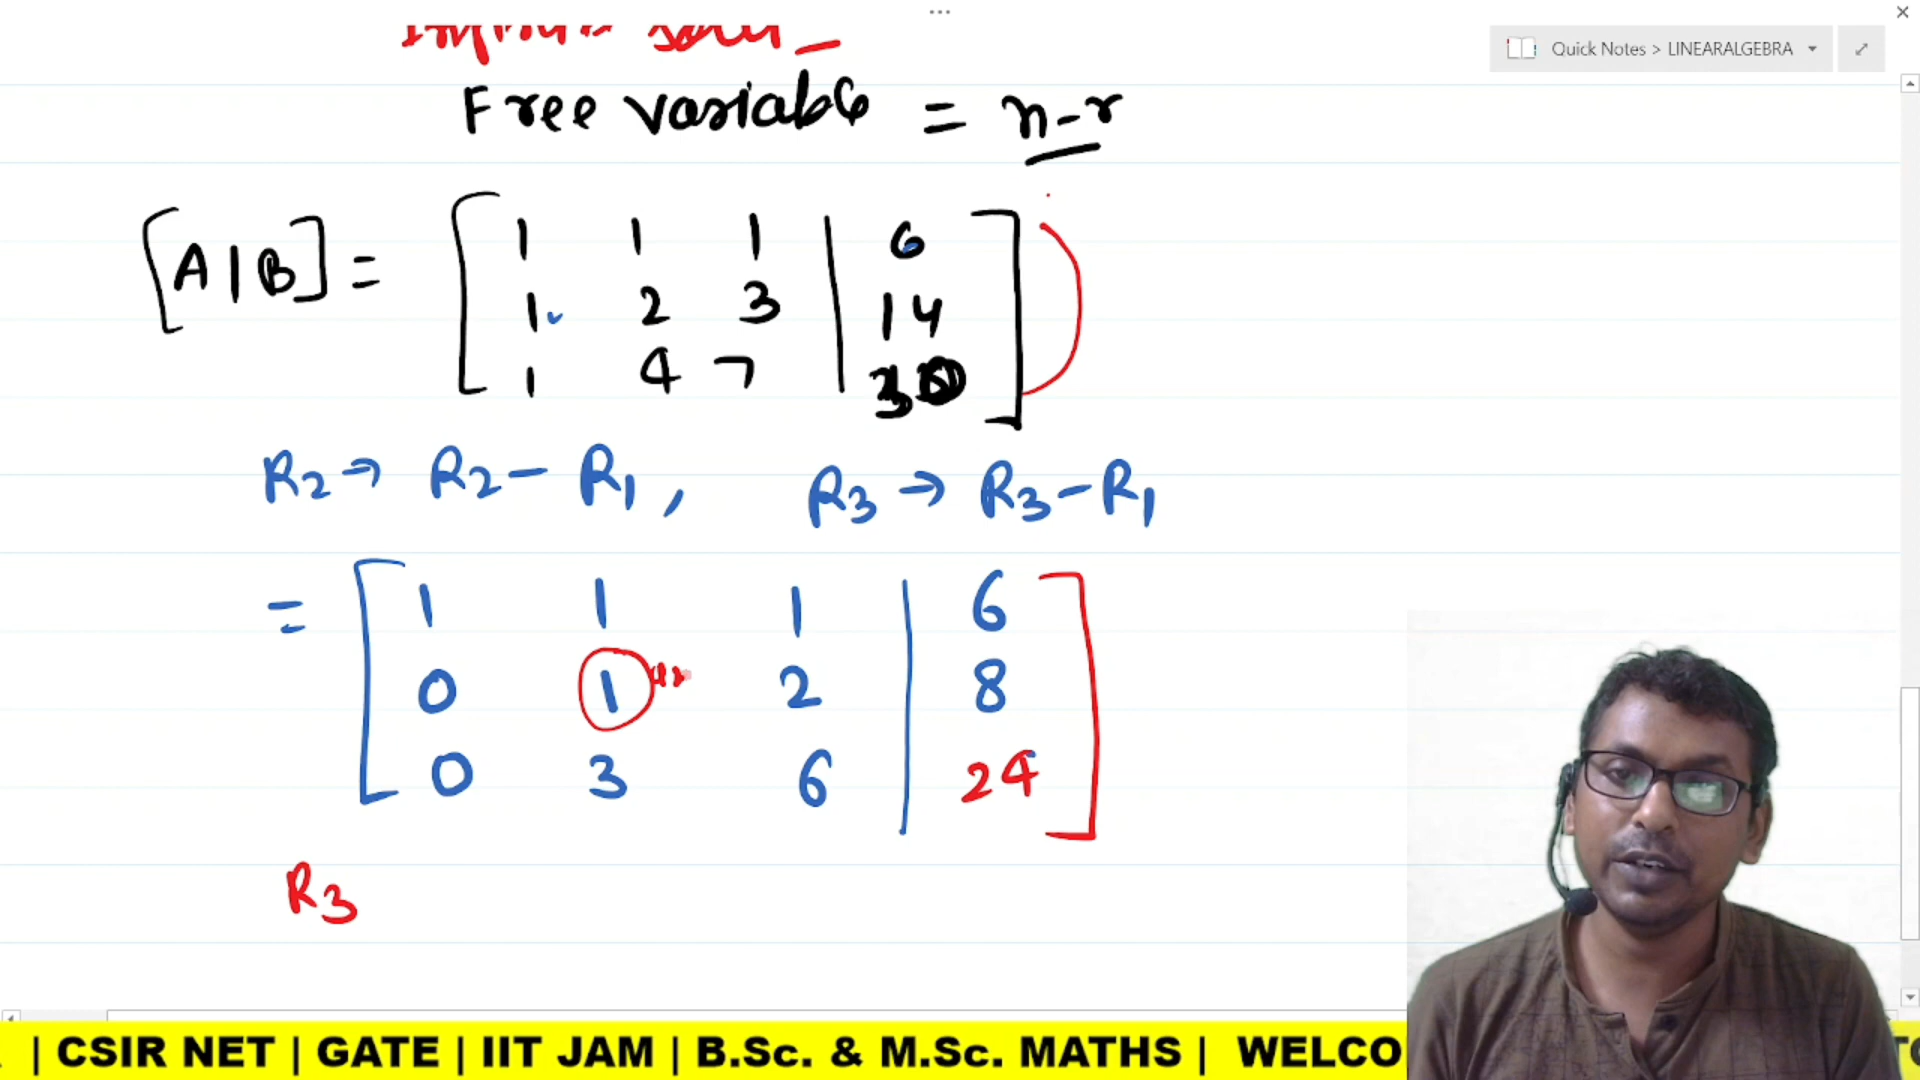 Quick Notes > LINEARALGEBRA
Free variable = n-r
[A|B] = [ 1 1 1 | 6 ]
1 2 3 | 14
1 4 7 | 30
R2 → R2 - R1, R3 → R3 - R1
= [ 1 1 1 | 6 ]
0 1 2 | 8
0 3 6 | 24
R3
| CSIR NET | GATE | IIT JAM | B.Sc. & M.Sc. MATHS | WELCO